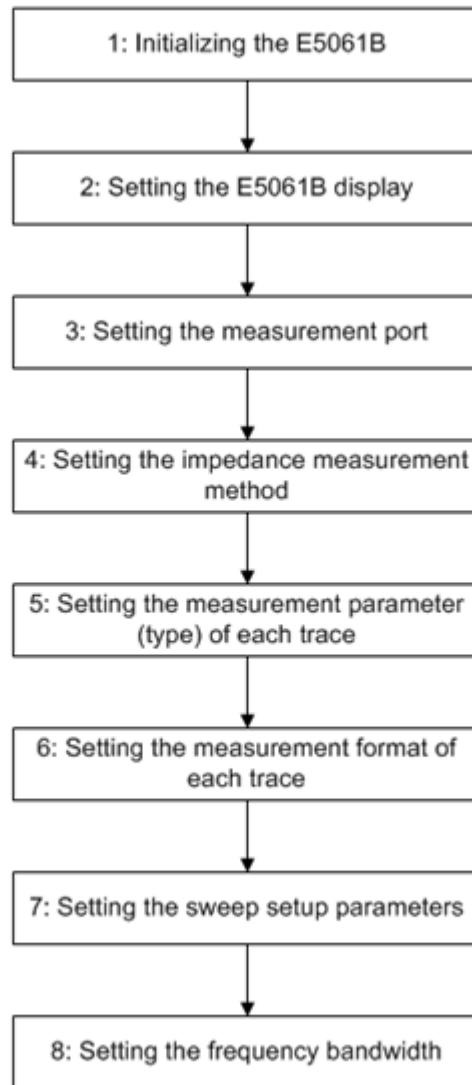 1: Initializing the E5061B
2: Setting the E5061B display
3: Setting the measurement port
4: Setting the impedance measurement
method
5: Setting the measurement parameter
(type) of each trace
6: Setting the measurement format of
each trace
7: Setting the sweep setup parameters
8: Setting the frequency bandwidth